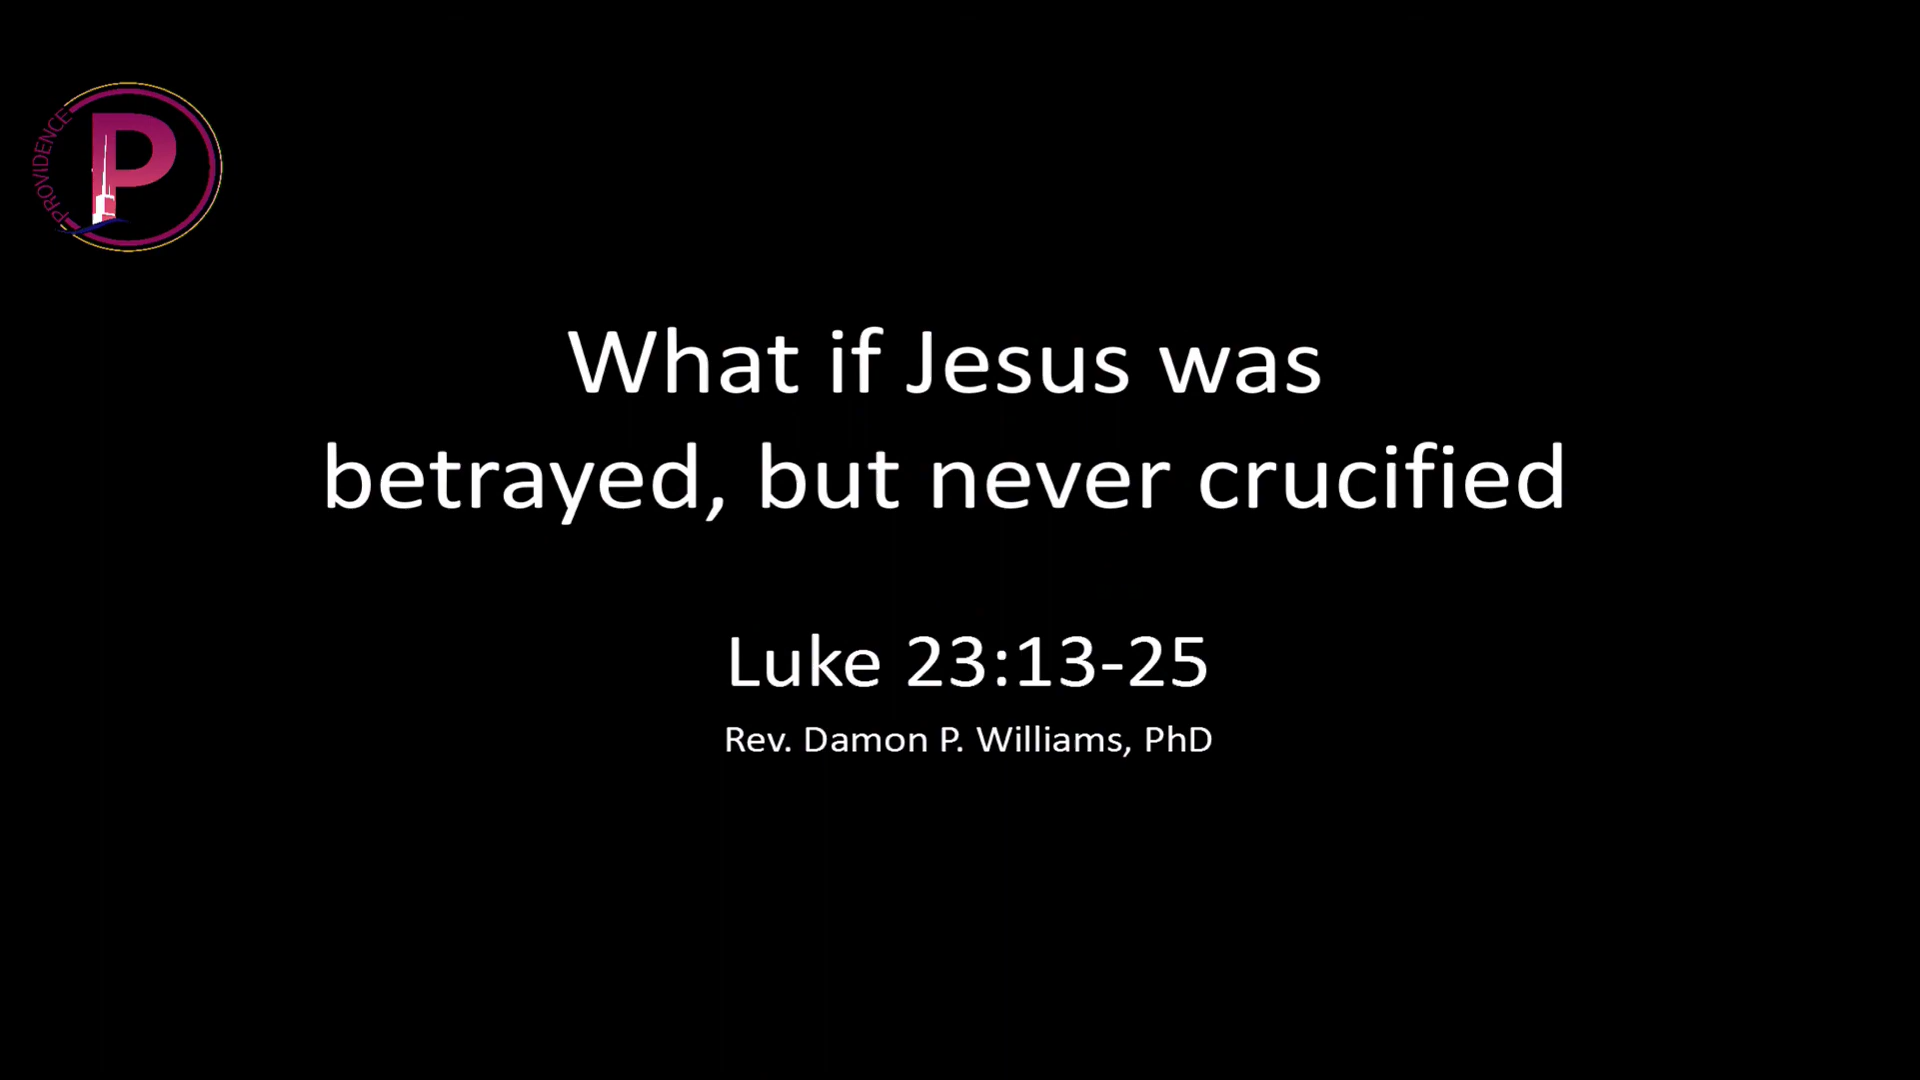 PROVIDENCE
P
What if Jesus was
betrayed, but never crucified
Luke 23:13-25
Rev. Damon P. Williams, PhD